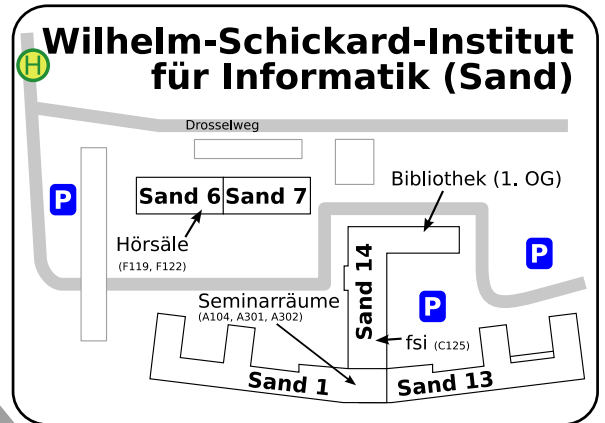 Wilhelm-Schickard-Institut
für Informatik (Sand)
H
Drosselweg
P
Sand 6
Sand 7
Bibliothek (1. OG)
Hörsäle
(F119, F122)
Sand 14
P
Seminarräume
(A104, A301, A302)
P
fsi (C125)
Sand 1
Sand 13